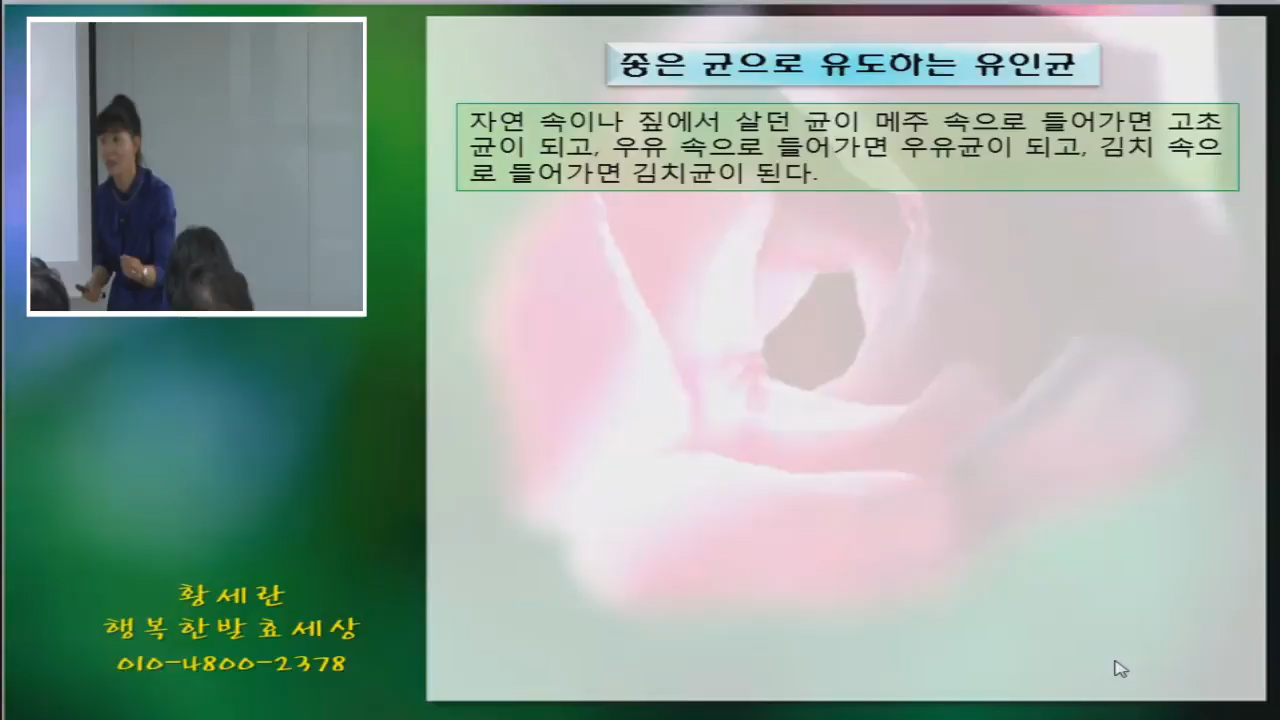 좋은 균으로 유도하는 유인균
자연 속이나 짚에서 살던 균이 메주 속으로 들어가면 고초
균이 되고, 우유 속으로 들어가면 우유균이 되고, 김치 속으
로 들어가면 김치균이 된다.
황세란
행복한발효세상
010-4800-2378